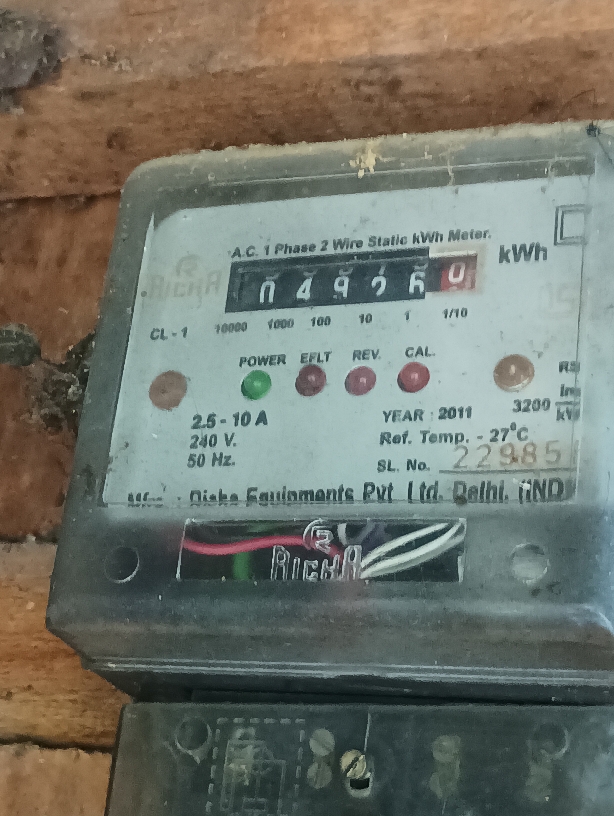 A.C. 1 Phase 2 Wire Static kWh Meter.
kWh
RICHA
0 4 9 2 6 0
CL - 1
10000 1000 100 10 1 1/10
POWER EFLT REV. CAL.
2.5 - 10 A
240 V.
50 Hz.
YEAR : 2011
3200
Ref. Temp. - 27°C
SL. No. 22985
Equipments Pvt. Ltd. Delhi. (IND
RICHA